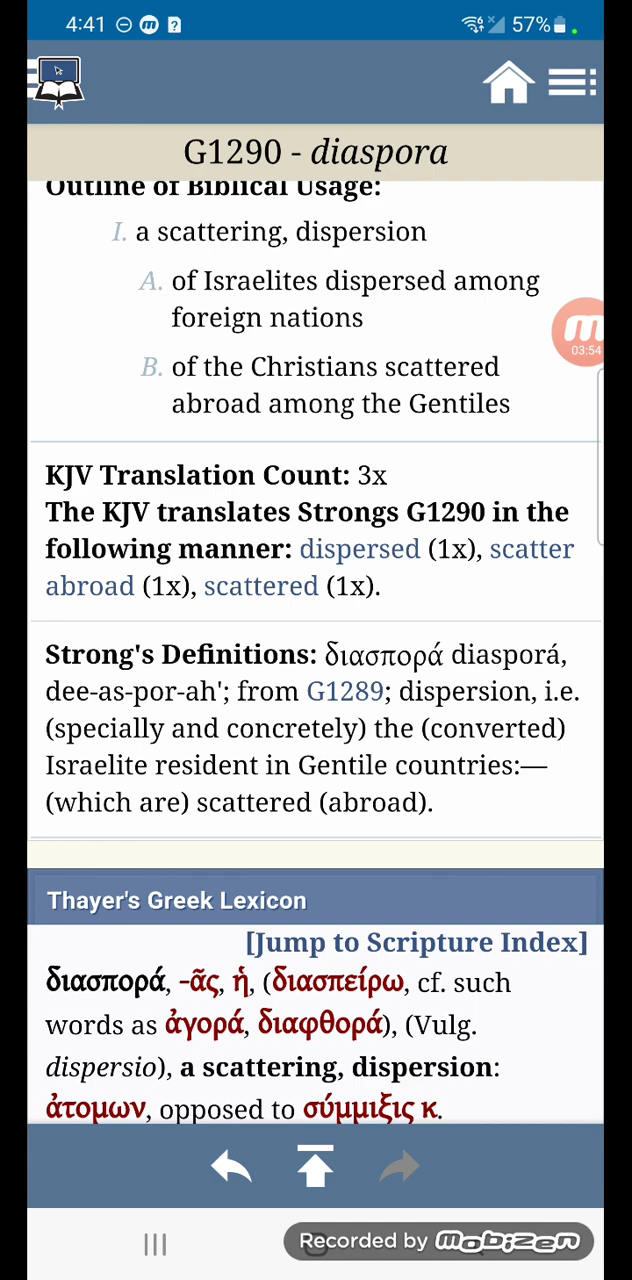 4:41
57%
G1290 - diaspora
Outline of Biblical Usage:
I. a scattering, dispersion
A. of Israelites dispersed among
foreign nations
03:54
B. of the Christians scattered
abroad among the Gentiles
KJV Translation Count: 3x
The KJV translates Strongs G1290 in the
following manner: dispersed (1x), scatter
abroad (1x), scattered (1x).
Strong's Definitions: διασπορά diasporá,
dee-as-por-ah'; from G1289; dispersion, i.e.
(specially and concretely) the (converted)
Israelite resident in Gentile countries:—
(which are) scattered (abroad).
Thayer's Greek Lexicon
[Jump to Scripture Index]
διασπορά, -ᾶς, ἡ, (διασπείρω, cf. such
words as ἀγορά, διαφθορά), (Vulg.
dispersio), a scattering, dispersion:
ἀτομων, opposed to σύμμιξις κ.
Recorded by mobizen